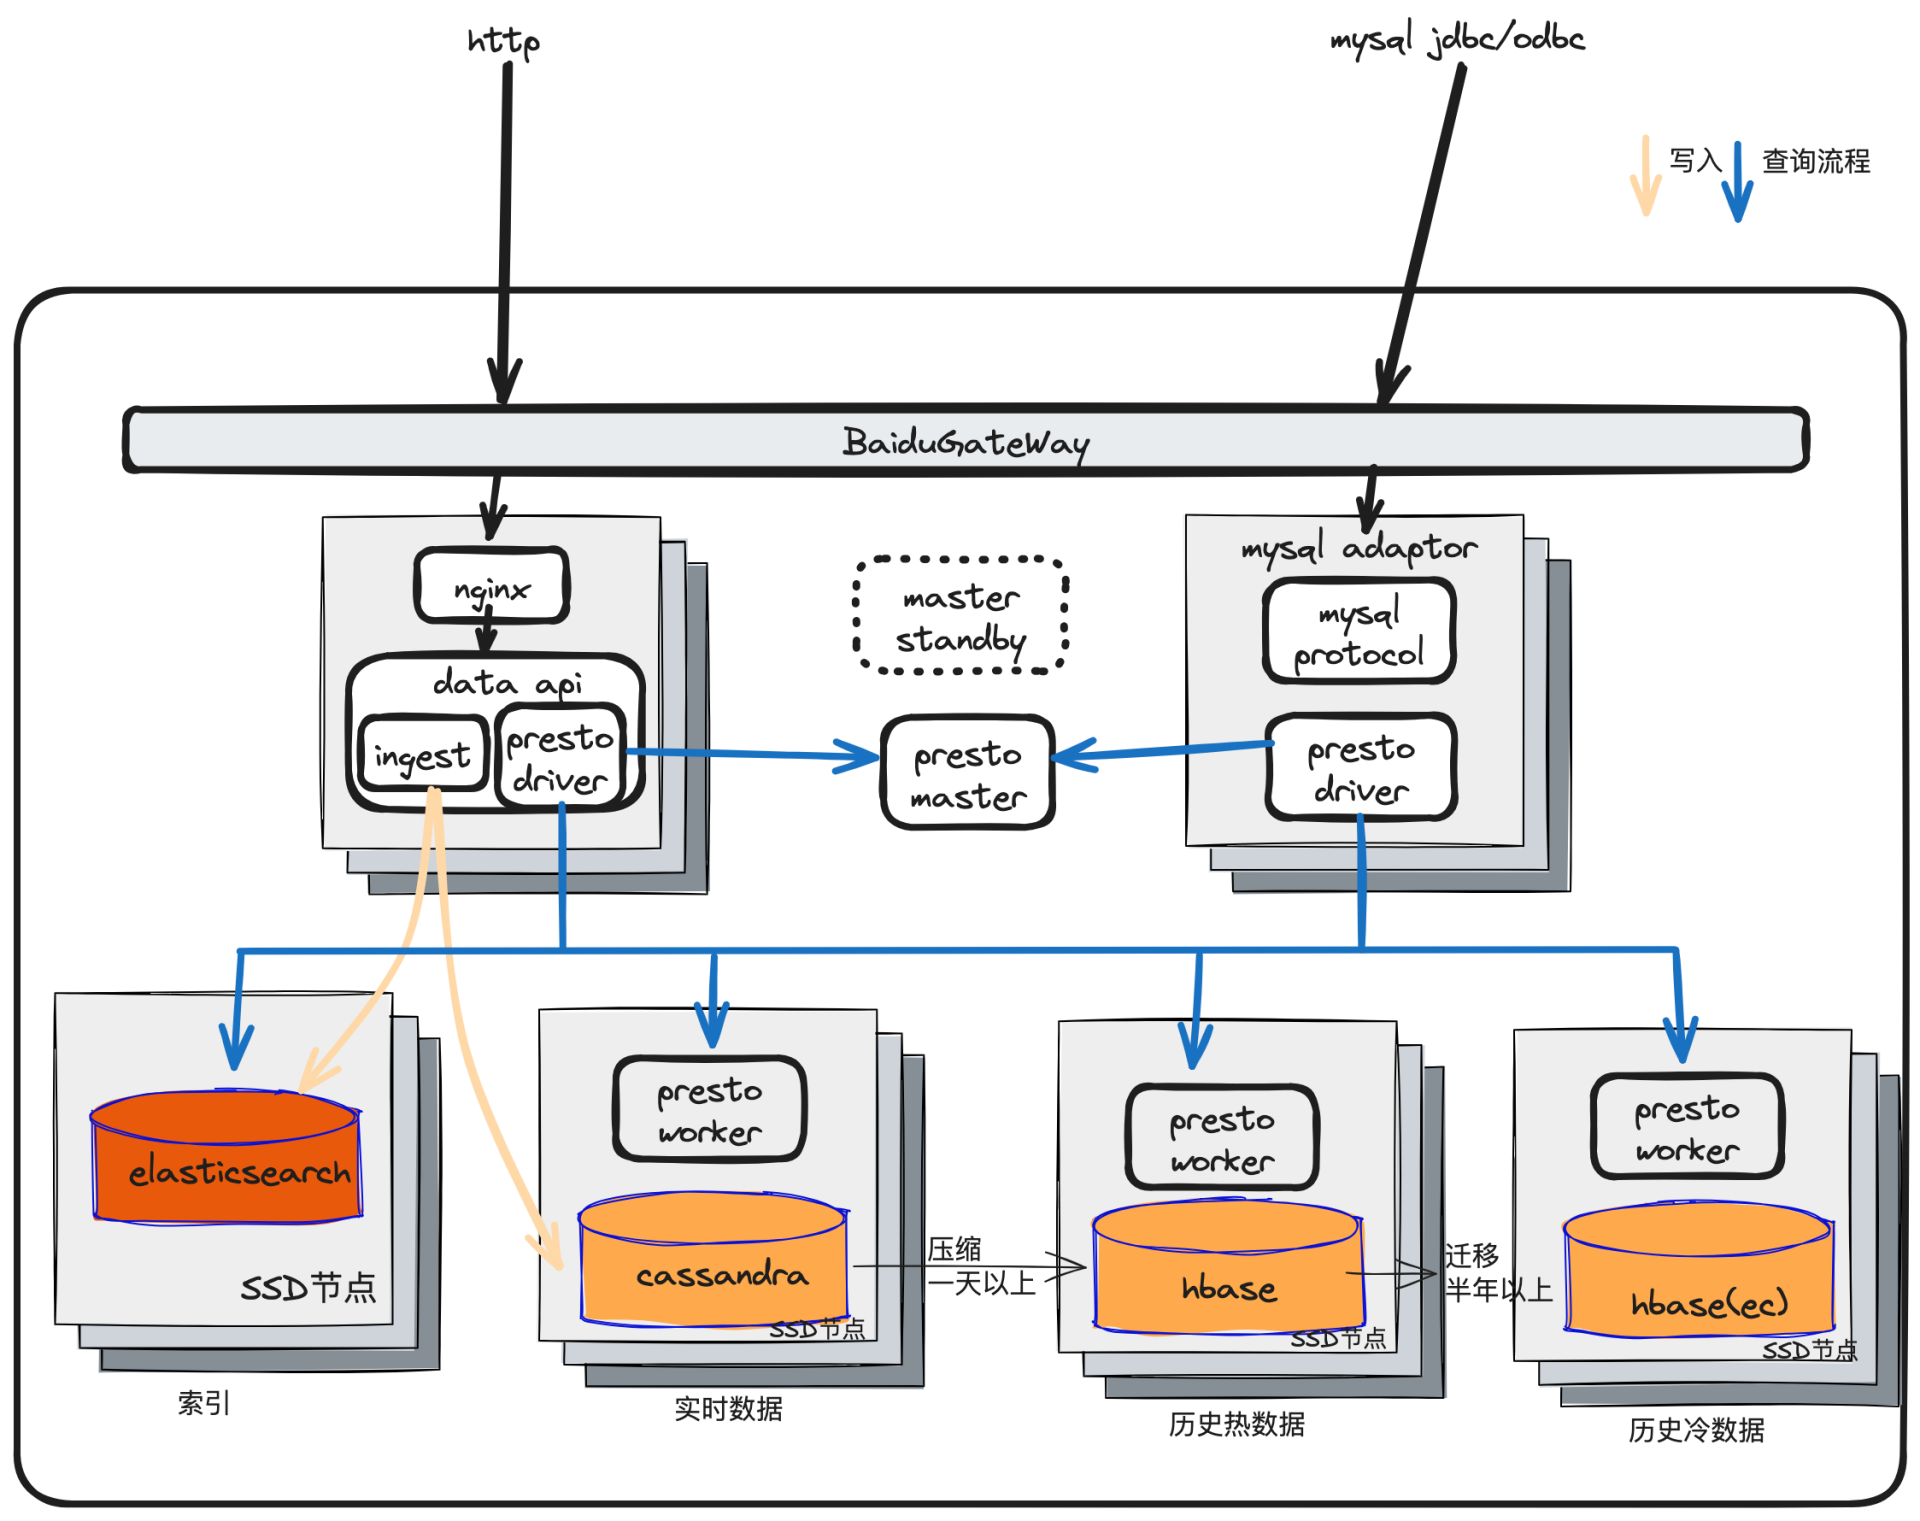 http
mysql jdbc/odbc
写入
查询流程
BaiduGateWay
nginx
data api
ingest
presto
driver
master
standby
presto
master
mysql adaptor
mysql
protocol
presto
driver
elasticsearch
SSD节点
索引
presto
worker
cassandra
SSD节点
实时数据
压缩
一天以上
presto
worker
hbase
SSD节点
历史热数据
迁移
半年以上
presto
worker
hbase(ec)
SSD节点
历史冷数据